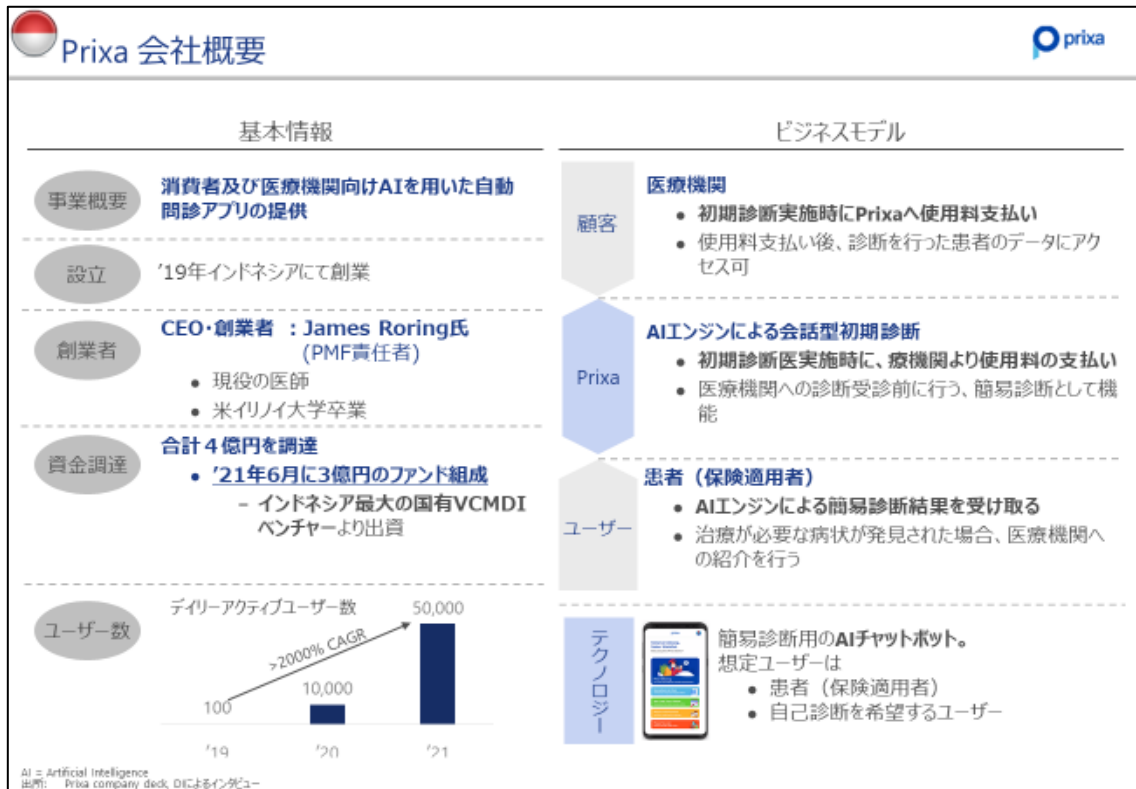 Prixa 会社概要
prixa
基本情報
事業概要
消費者及び医療機関向けAIを用いた自動
問診アプリの提供
設立
’19年インドネシアにて創業
創業者
CEO・創業者 : James Roring氏
(PMF責任者)
• 現役の医師
• 米イリノイ大学卒業
資金調達
合計４億円を調達
• ’21年6月に3億円のファンド組成
– インドネシア最大の国有VCMDI
ベンチャーより出資
ユーザー数
デイリーアクティブユーザー数
50,000
>2000% CAGR
10,000
100
’19
’20
’21
ビジネスモデル
顧客
医療機関
• 初期診断実施時にPrixaへ使用料支払い
• 使用料支払い後、診断を行った患者のデータにアク
セス可
Prixa
AIエンジンによる会話型初期診断
• 初期診断医実施時に、療機関より使用料の支払い
• 医療機関への診断受診前に行う、簡易診断として機
能
ユーザー
患者（保険適用者）
• AIエンジンによる簡易診断結果を受け取る
• 治療が必要な病状が発見された場合、医療機関へ
の紹介を行う
テクノロジー
簡易診断用のAIチャットボット。
想定ユーザーは
• 患者（保険適用者）
• 自己診断を希望するユーザー
AI = Artificial Intelligence
出所: Prixa company deck, DIによるインタビュー